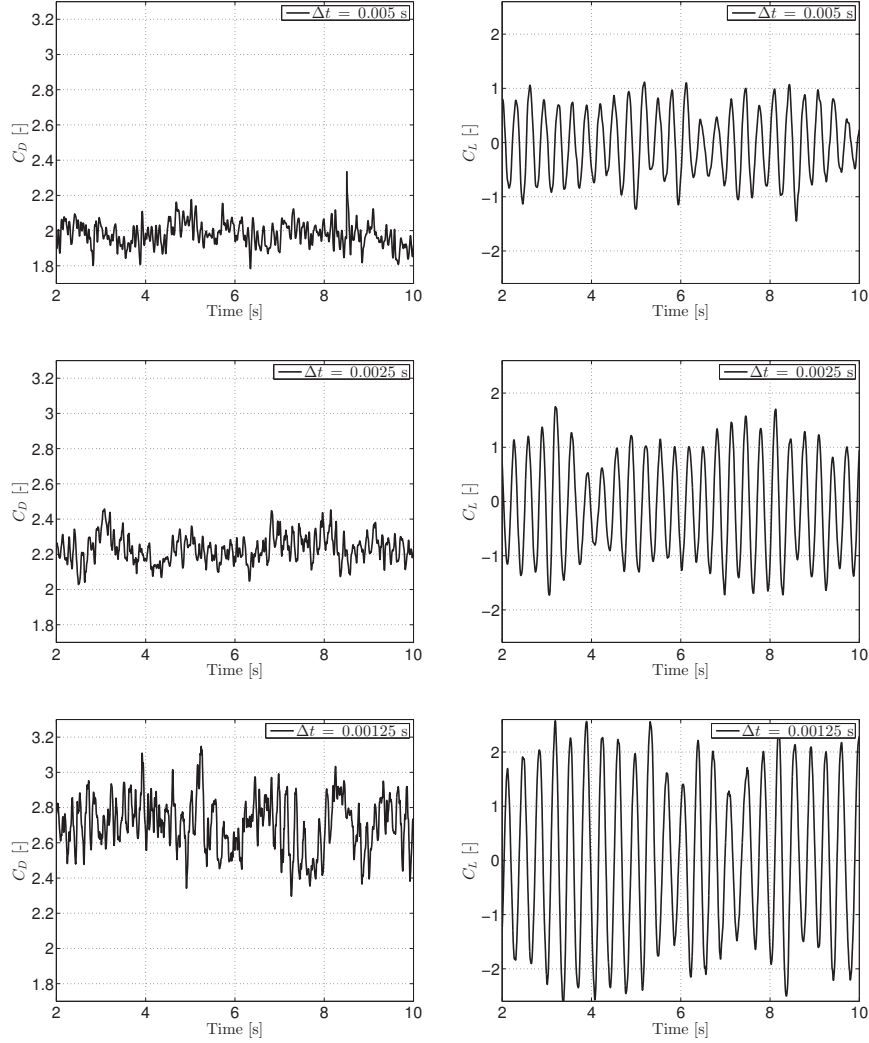 3.2
3
2.8
2.6
2.4
2.2
2
1.8
C_D [-]
Δt = 0.005 s
2 4 6 8 10
Time [s]
2
1
0
−1
−2
C_L [-]
Δt = 0.005 s
2 4 6 8 10
Time [s]
3.2
3
2.8
2.6
2.4
2.2
2
1.8
C_D [-]
Δt = 0.0025 s
2 4 6 8 10
Time [s]
2
1
0
−1
−2
C_L [-]
Δt = 0.0025 s
2 4 6 8 10
Time [s]
3.2
3
2.8
2.6
2.4
2.2
2
1.8
C_D [-]
Δt = 0.00125 s
2 4 6 8 10
Time [s]
2
1
0
−1
−2
C_L [-]
Δt = 0.00125 s
2 4 6 8 10
Time [s]